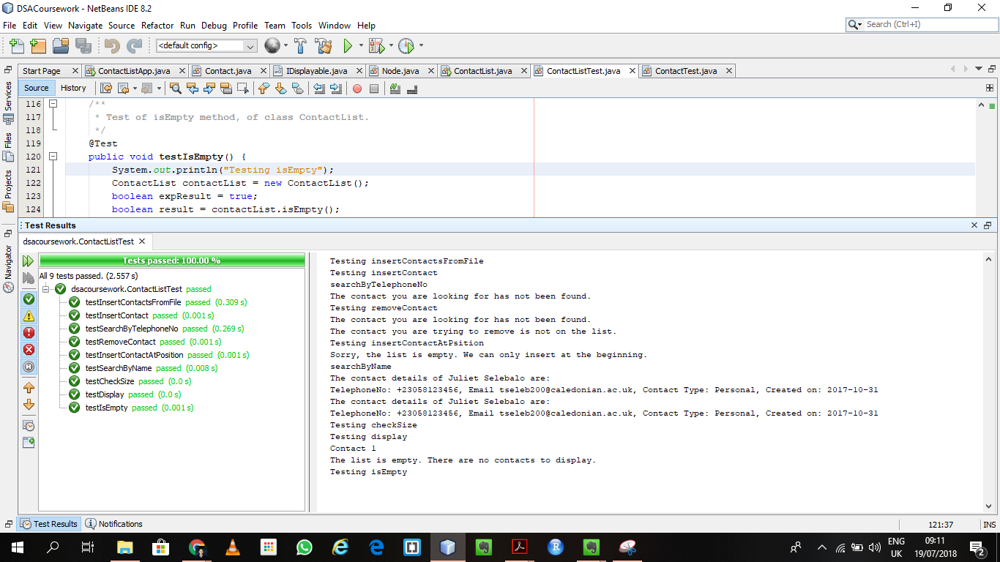 DSACoursework - NetBeans IDE 8.2
File Edit View Navigate Source Refactor Run Debug Profile Team Tools Window Help
Search (Ctrl+I)
<default config>
Start Page ContactListApp.java Contact.java IDisplayable.java Node.java ContactList.java ContactListTest.java ContactTest.java
Source History
Services
Files
Projects
Navigator
116 /**
117 * Test of isEmpty method, of class ContactList.
118 */
119 @Test
120 public void testIsEmpty() {
121 System.out.println("Testing isEmpty");
122 ContactList contactList = new ContactList();
123 boolean expResult = true;
124 boolean result = contactList.isEmpty();
Test Results
dsacoursework.ContactListTest
Tests passed: 100.00 %
All 9 tests passed. (2.557 s)
dsacoursework.ContactListTest passed
testInsertContactsFromFile passed (0.309 s)
testInsertContact passed (0.001 s)
testSearchByTelephoneNo passed (0.269 s)
testRemoveContact passed (0.001 s)
testInsertContactAtPosition passed (0.001 s)
testSearchByName passed (0.008 s)
testCheckSize passed (0.0 s)
testDisplay passed (0.0 s)
testIsEmpty passed (0.001 s)
Testing insertContactsFromFile
Testing insertContact
searchByTelephoneNo
The contact you are looking for has not been found.
Testing removeContact
The contact you are looking for has not been found.
The contact you are trying to remove is not on the list.
Testing insertContactAtPsition
Sorry, the list is empty. We can only insert at the beginning.
searchByName
The contact details of Juliet Selebalo are:
TelephoneNo: +23058123456, Email tseleb200@caledonian.ac.uk, Contact Type: Personal, Created on: 2017-10-31
The contact details of Juliet Selebalo are:
TelephoneNo: +23058123456, Email tseleb200@caledonian.ac.uk, Contact Type: Personal, Created on: 2017-10-31
Testing checkSize
Testing display
Contact 1
The list is empty. There are no contacts to display.
Testing isEmpty
Test Results Notifications
121:37 INS
ENG
UK
09:11
19/07/2018
2